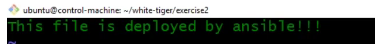 ubuntu@control-machine: ~/white-tiger/exercise2
This file is deployed by ansible!!!
~